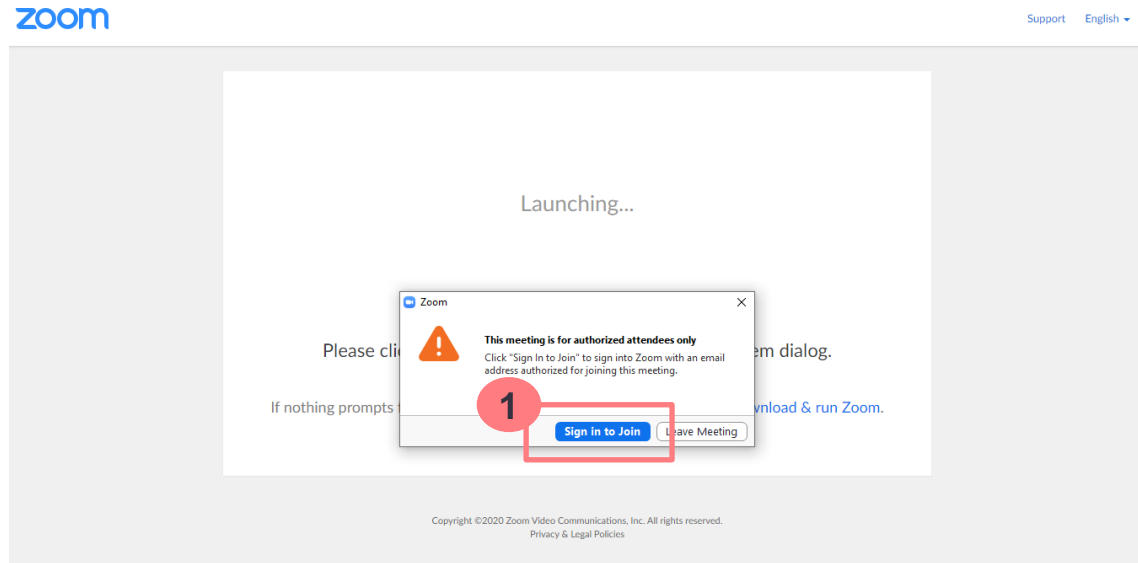 zoom
Support English
Launching...
Zoom
This meeting is for authorized attendees only
Click "Sign In to Join" to sign into Zoom with an email
address authorized for joining this meeting.
Please cli em dialog.
If nothing prompts wnload & run Zoom.
1
Sign in to Join Leave Meeting
Copyright ©2020 Zoom Video Communications, Inc. All rights reserved.
Privacy & Legal Policies